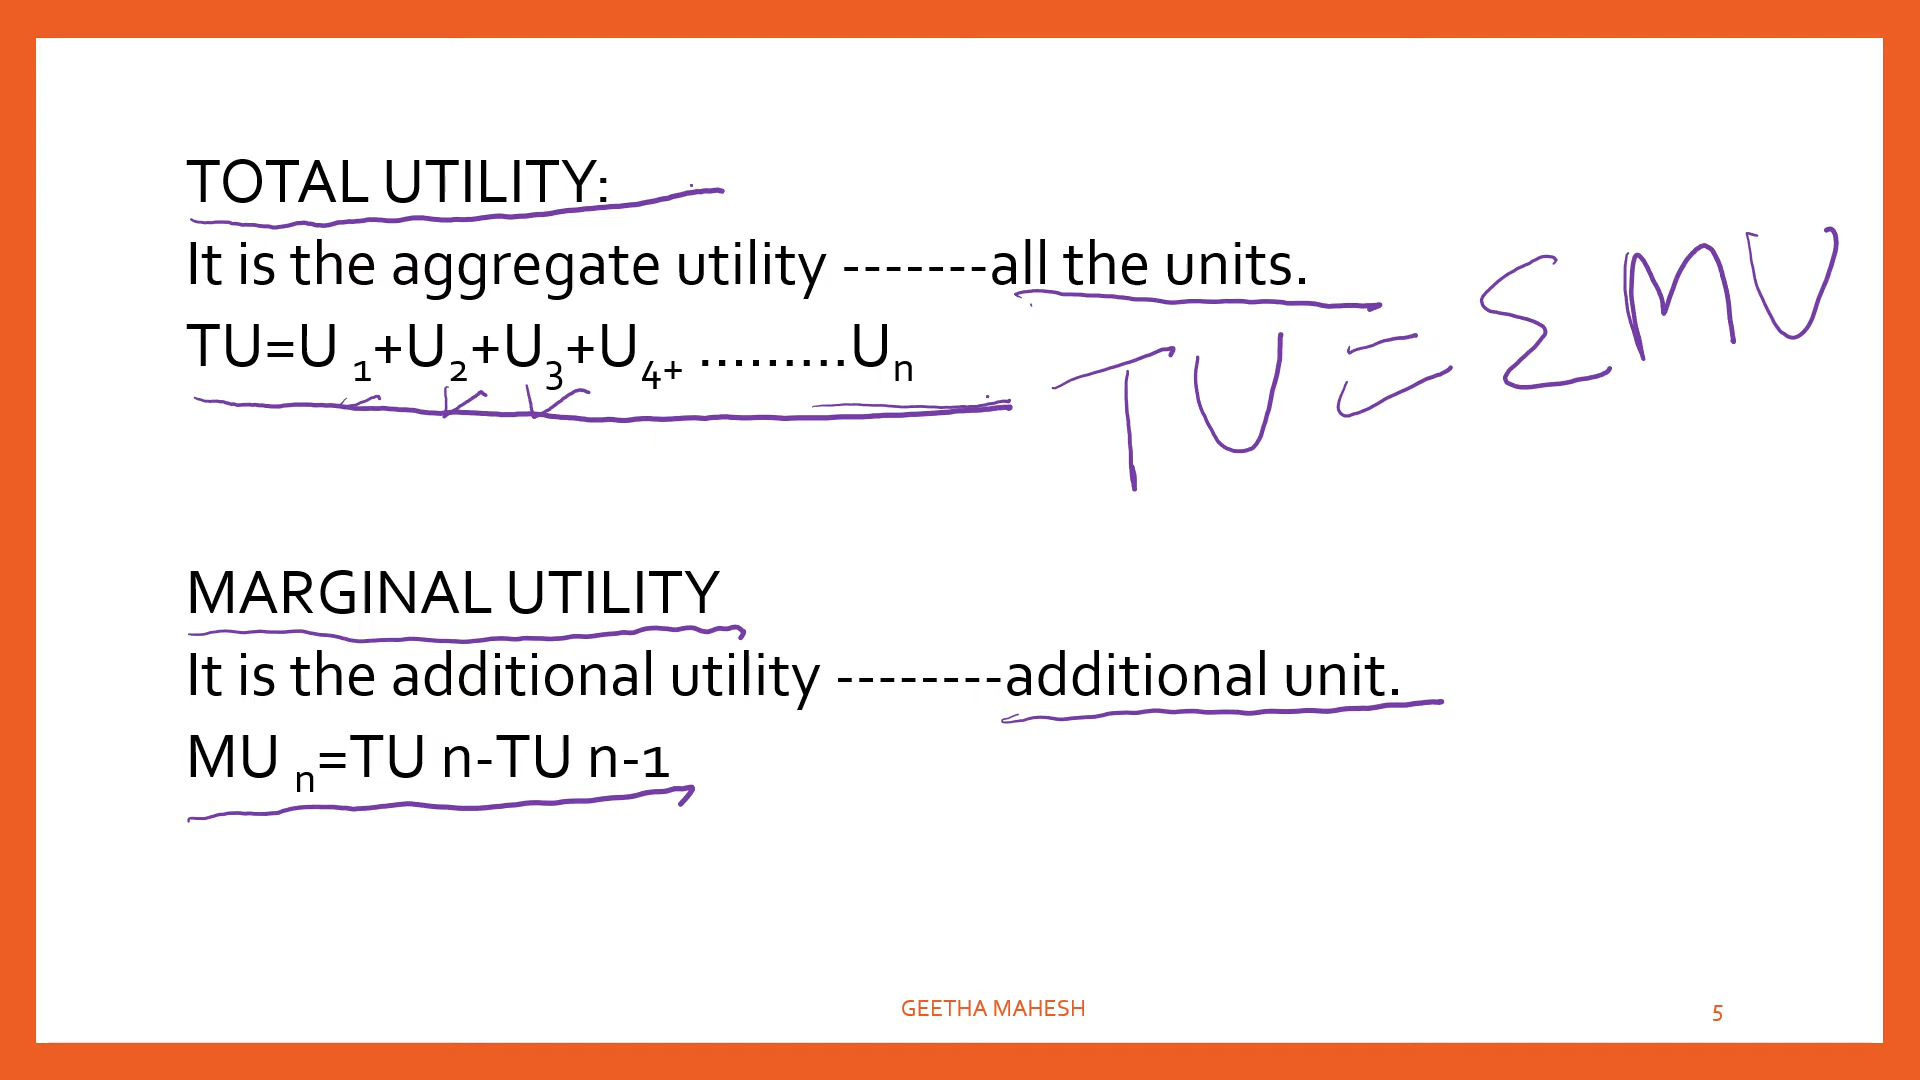 TOTAL UTILITY:
It is the aggregate utility -------all the units.
TU=U 1+U2+U3+U4+ .........Un
TU = Σ MU
MARGINAL UTILITY
It is the additional utility --------additional unit.
MU n=TU n-TU n-1
GEETHA MAHESH
5